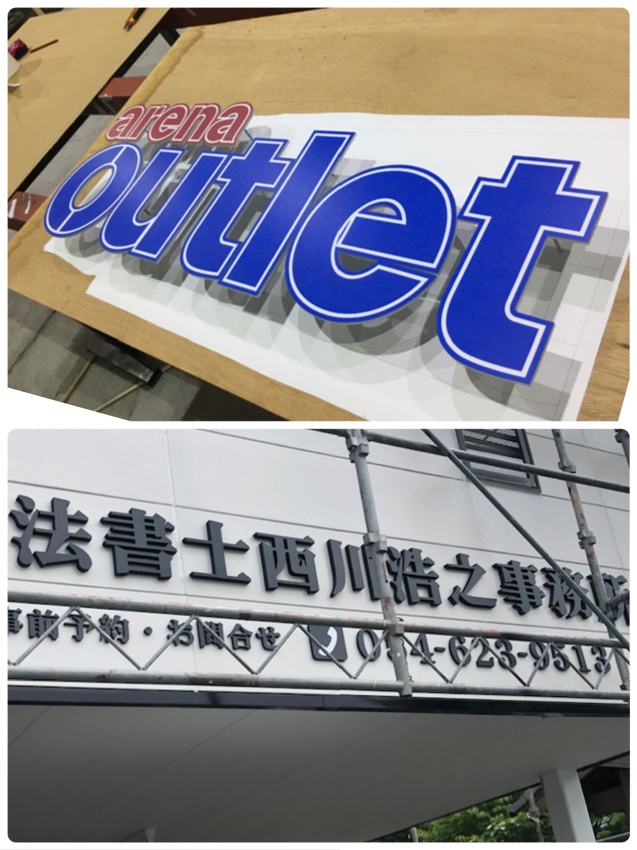 arena
outlet
法書士西川浩之事務所
事前予約・お問合せ 054-623-9513